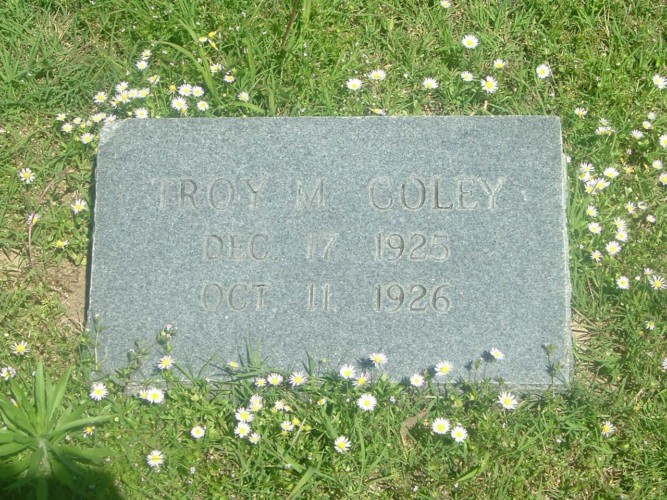 TROY M COLEY
DEC. 17 1925
OCT. 11, 1926